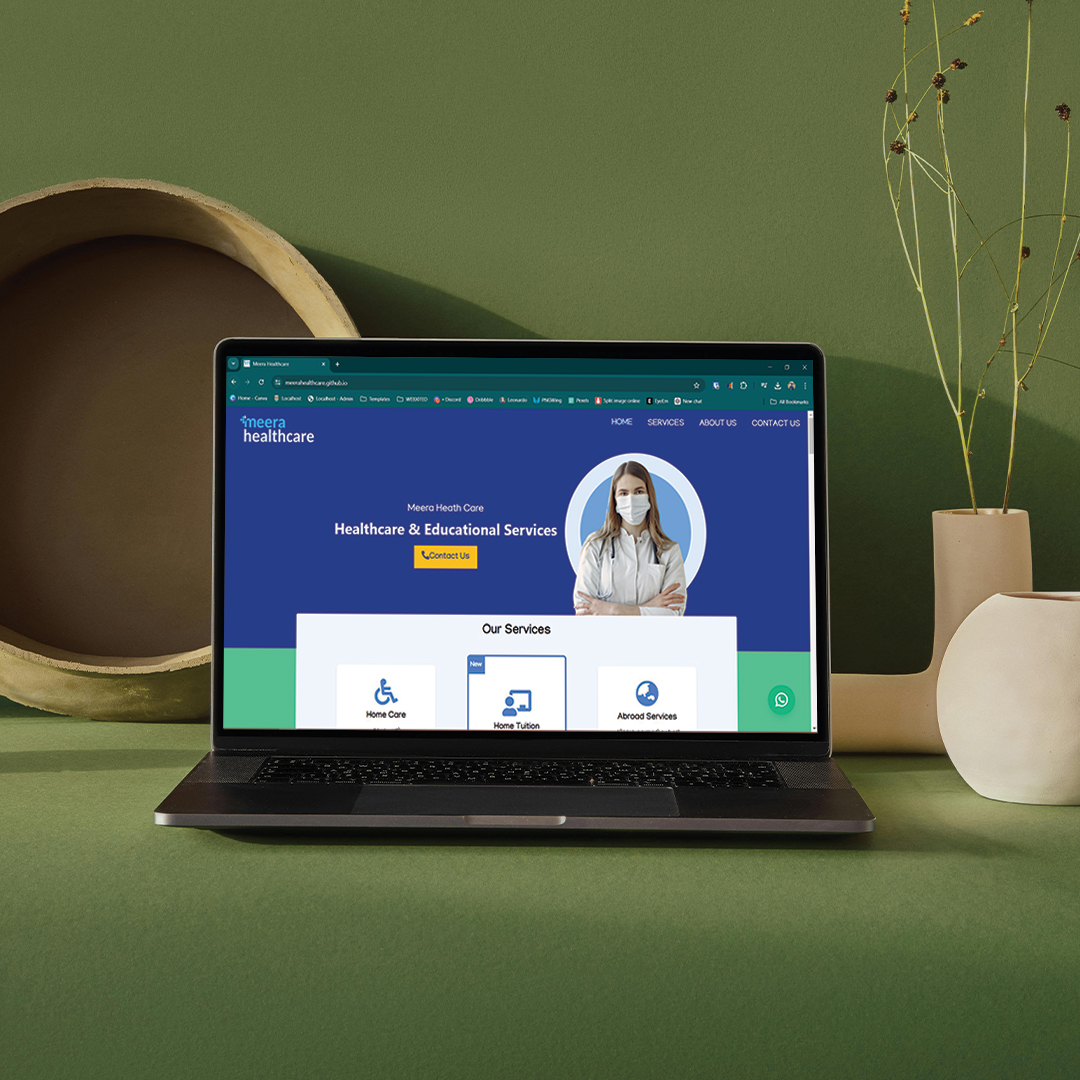 Meera Healthcare
meerahealthcare.github.io
Home - Canva Localhost Localhost - Admin Templates WEBSITED • Discord Dribbble Leonardo PNGWing Pexels Split image online EyeEm New chat All Bookmarks
meera
healthcare
HOME SERVICES ABOUT US CONTACT US
Meera Heath Care
Healthcare & Educational Services
Contact Us
Our Services
New
Home Care
Home Tuition
Abroad Services